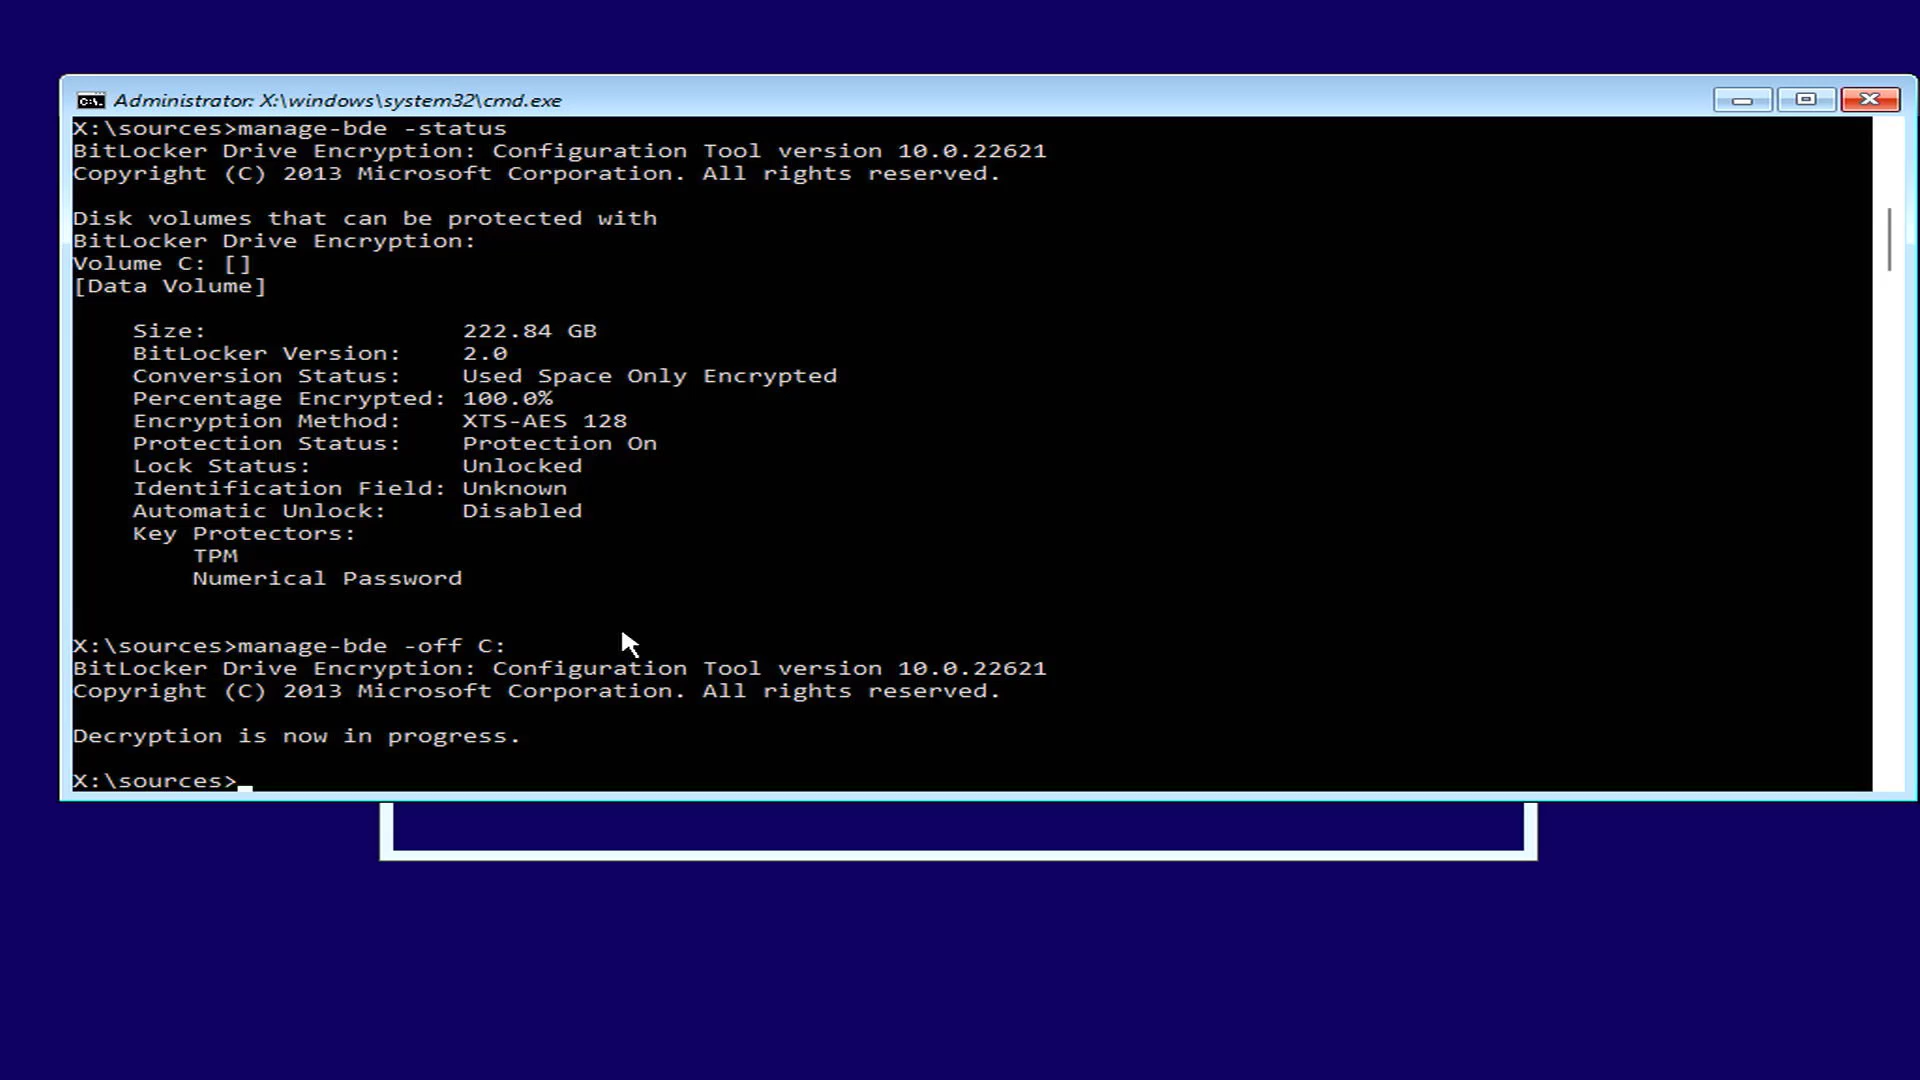 Administrator: X:\windows\system32\cmd.exe
X:\sources>manage-bde -status
BitLocker Drive Encryption: Configuration Tool version 10.0.22621
Copyright (C) 2013 Microsoft Corporation. All rights reserved.
Disk volumes that can be protected with
BitLocker Drive Encryption:
Volume C: []
[Data Volume]
Size: 222.84 GB
BitLocker Version: 2.0
Conversion Status: Used Space Only Encrypted
Percentage Encrypted: 100.0%
Encryption Method: XTS-AES 128
Protection Status: Protection On
Lock Status: Unlocked
Identification Field: Unknown
Automatic Unlock: Disabled
Key Protectors:
TPM
Numerical Password
X:\sources>manage-bde -off C:
BitLocker Drive Encryption: Configuration Tool version 10.0.22621
Copyright (C) 2013 Microsoft Corporation. All rights reserved.
Decryption is now in progress.
X:\sources>